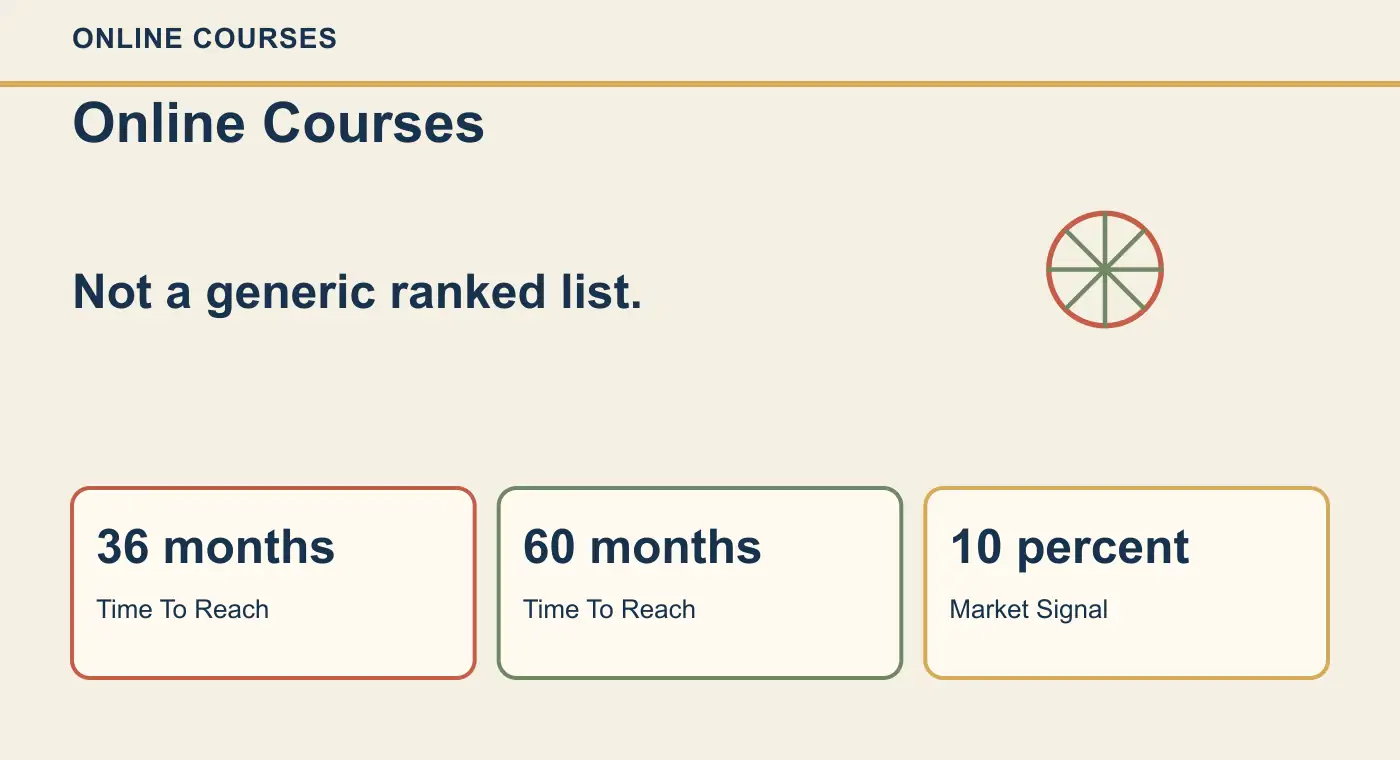 ONLINE COURSES
Online Courses
Not a generic ranked list.
36 months
Time To Reach
60 months
Time To Reach
10 percent
Market Signal